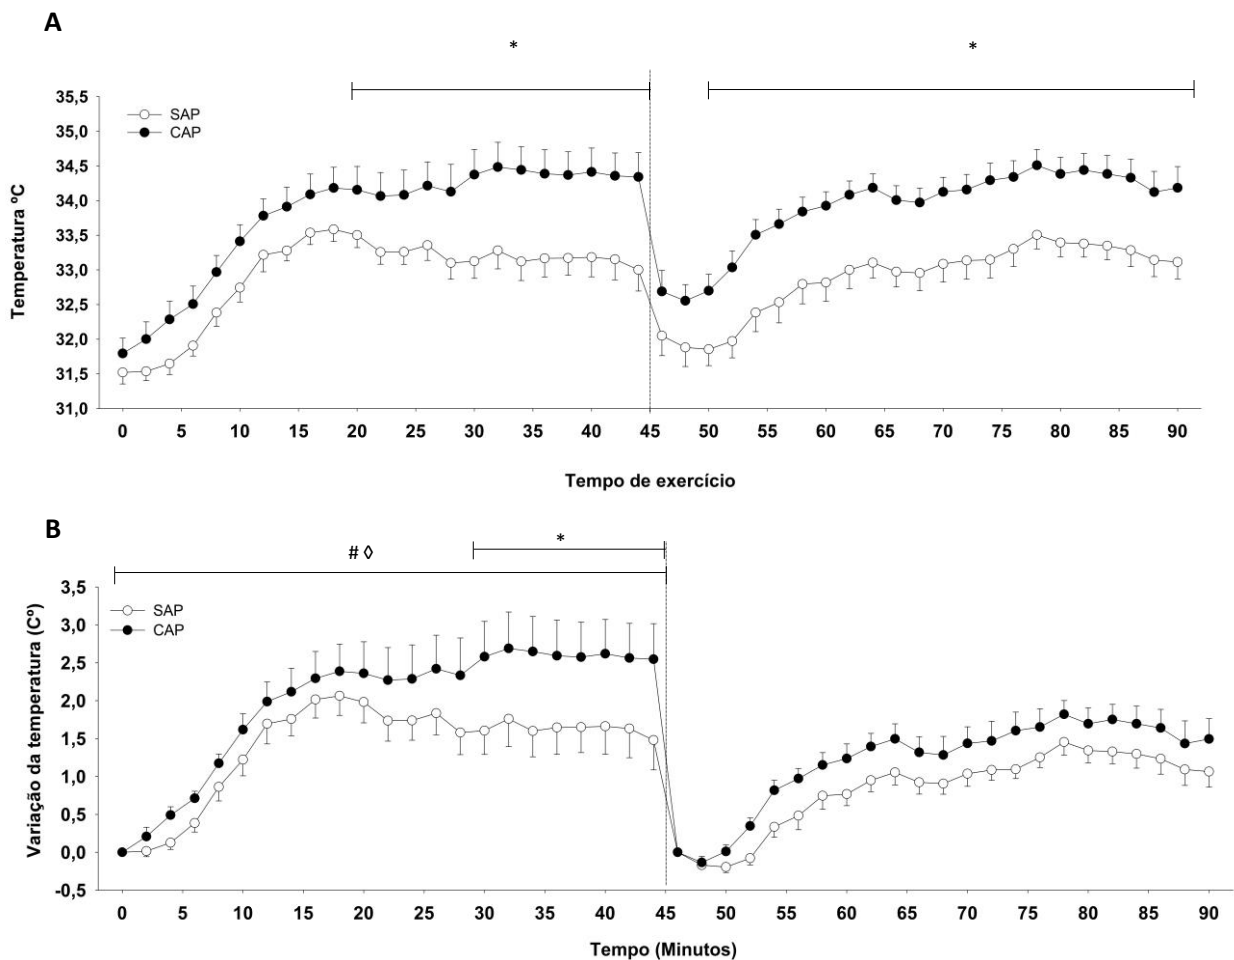 A
*
*
35,5
SAP
35,0
CAP
34,5
34,0
33,5
33,0
32,5
32,0
31,5
31,0
Temperatura ºC
0 5 10 15 20 25 30 35 40 45 50 55 60 65 70 75 80 85 90
Tempo de exercício
B
# ◊
*
3,5
SAP
3,0
CAP
2,5
2,0
1,5
1,0
0,5
0,0
-0,5
Variação da temperatura (Cº)
0 5 10 15 20 25 30 35 40 45 50 55 60 65 70 75 80 85 90
Tempo (Minutos)